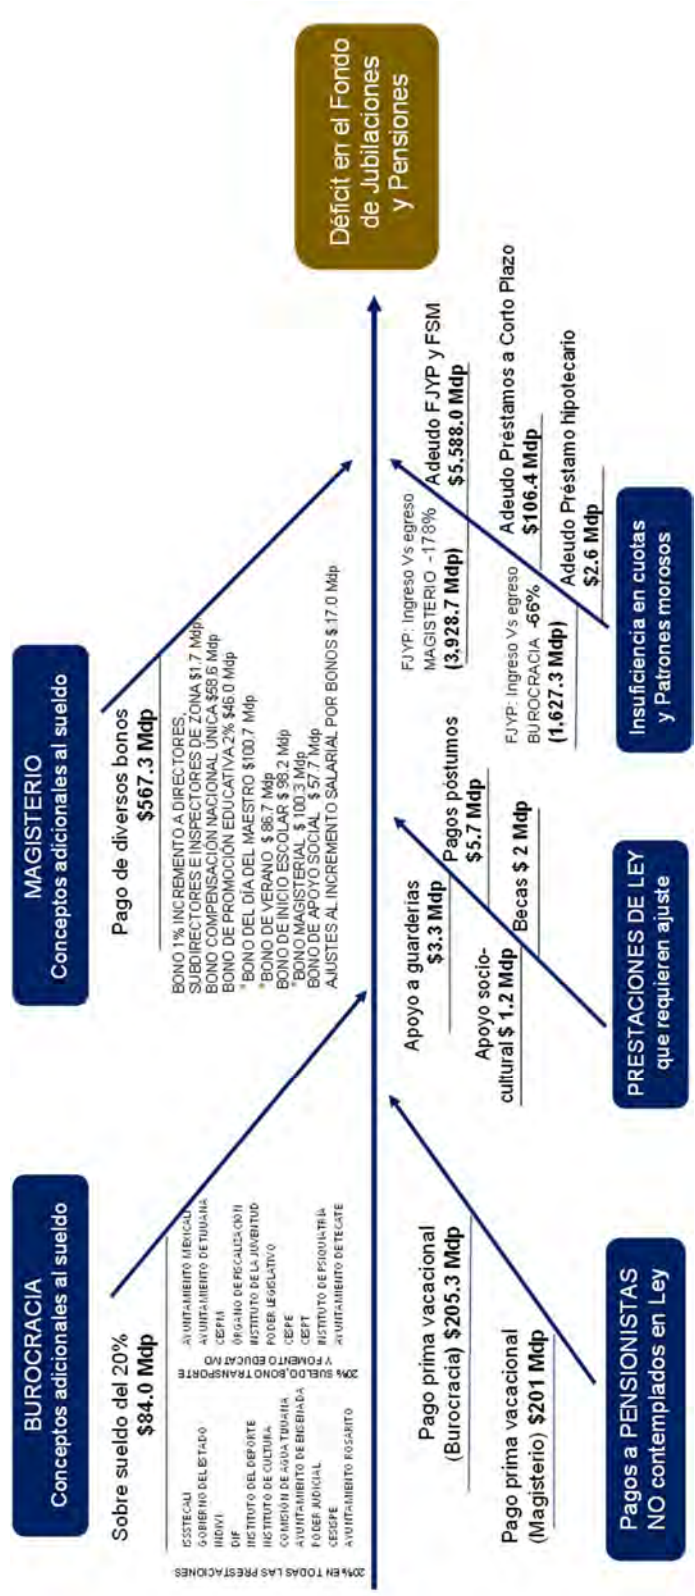 BUROCRACIA
Conceptos adicionales al sueldo
Sobre sueldo del 20%
$84.0 Mdp
20% EN TODAS LAS PRESTACIONES
ISSSTECALI
GOBIERNO DEL ESTADO
INDIVI
DIF
INSTITUTO DEL DEPORTE
INSTITUTO DE CULTURA
COMISIÓN DE AGUA TIJUANA
AYUNTAMIENTO DE ENSENADA
PODER JUDICIAL
CESISPE
AYUNTAMIENTO ROSARITO
20% SUELDO, BONO TRANSPORTE
Y FOMENTO EDUCATIVO
AYUNTAMIENTO MEXICALI
AYUNTAMIENTO DE TIJUANA
CESPM
ÓRGANO DE FISCALIZACIÓN
INSTITUTO DE LA JUVENTUD
PODER LEGISLATIVO
CESPE
CESPT
INSTITUTO DE PSIQUIATRÍA
AYUNTAMIENTO DE TECATE
MAGISTERIO
Conceptos adicionales al sueldo
Pago de diversos bonos
$567.3 Mdp
BONO 1% INCREMENTO A DIRECTORES,
SUBDIRECTORES E INSPECTORES DE ZONA $1.7 Mdp
BONO COMPENSACIÓN NACIONAL ÚNICA $58.6 Mdp
BONO DE PROMOCIÓN EDUCATIVA 2% $46.0 Mdp
* BONO DEL DÍA DEL MAESTRO $100.7 Mdp
* BONO DE VERANO $ 86.7 Mdp
BONO DE INICIO ESCOLAR $ 98.2 Mdp
* BONO MAGISTERIAL $ 100.3 Mdp
BONO DE APOYO SOCIAL $ 57.7 Mdp
AJUSTES AL INCREMENTO SALARIAL POR BONOS $ 17.0 Mdp
Déficit en el Fondo
de Jubilaciones
y Pensiones
Pago prima vacacional
(Burocracia) $205.3 Mdp
Pago prima vacacional
(Magisterio) $201 Mdp
Pagos a PENSIONISTAS
NO contemplados en Ley
Apoyo a guarderías
$3.3 Mdp
Pagos póstumos
$5.7 Mdp
Apoyo socio-
cultural $ 1.2 Mdp
Becas $ 2 Mdp
PRESTACIONES DE LEY
que requieren ajuste
FJYP: Ingreso Vs egreso
MAGISTERIO -178%
(3,928.7 Mdp)
Adeudo FJYP y FSM
$5,588.0 Mdp
FJYP: Ingreso Vs egreso
BUROCRACIA -66%
(1,627.3 Mdp)
Adeudo Préstamos a Corto Plazo
$106.4 Mdp
Adeudo Préstamo hipotecario
$2.6 Mdp
Insuficiencia en cuotas
y Patrones morosos